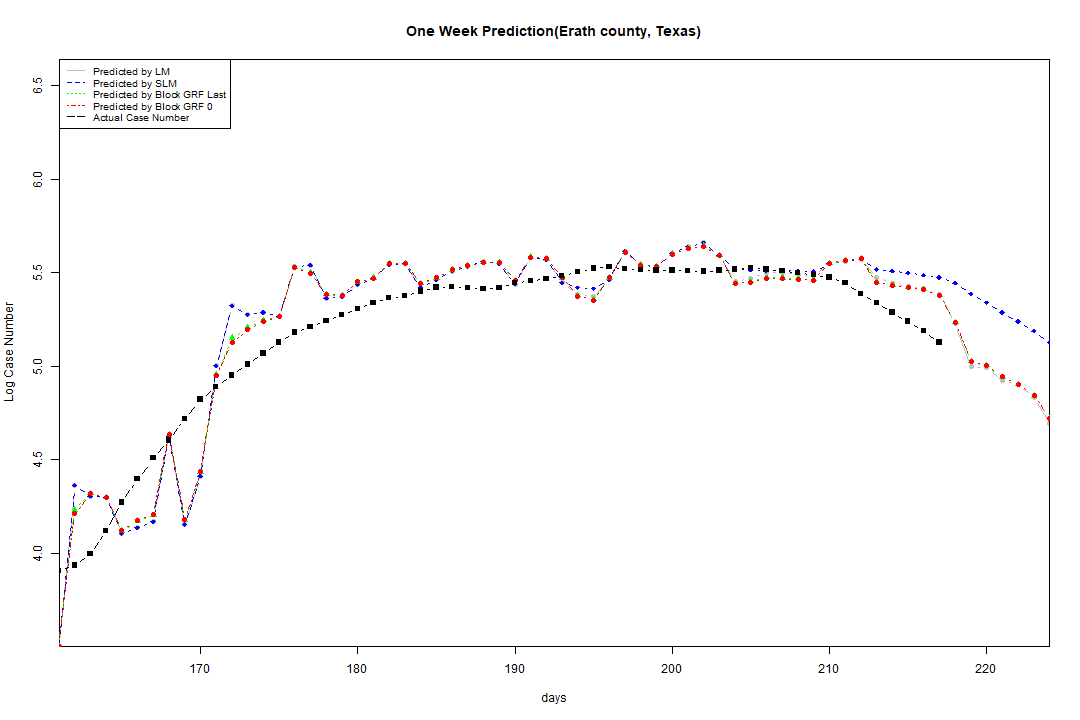 One Week Prediction(Erath county, Texas)
Predicted by LM
Predicted by SLM
Predicted by Block GRF Last
Predicted by Block GRF 0
Actual Case Number
6.5
6.0
5.5
5.0
4.5
4.0
Log Case Number
170 180 190 200 210 220
days